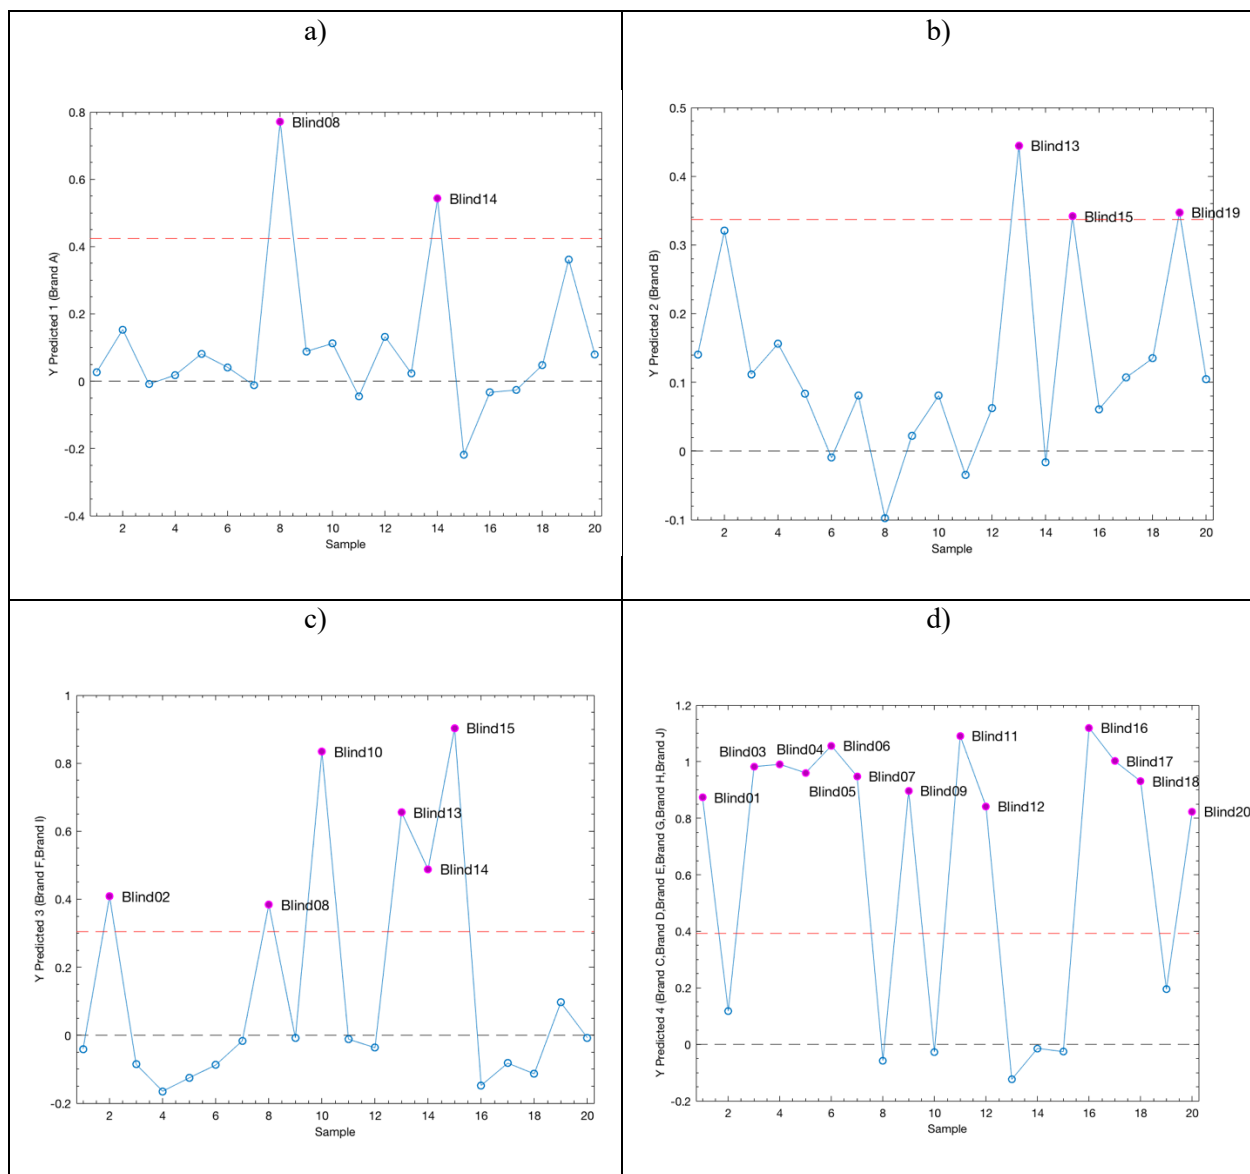 a)
0.8
0.6
0.4
0.2
0
-0.2
-0.4
Y Predicted 1 (Brand A)
Blind08
Blind14
2 4 6 8 10 12 14 16 18 20
Sample
b)
0.5
0.4
0.3
0.2
0.1
0
-0.1
Y Predicted 2 (Brand B)
Blind13
Blind15
Blind19
2 4 6 8 10 12 14 16 18 20
Sample
c)
1
0.8
0.6
0.4
0.2
0
-0.2
Y Predicted 3 (Brand F,Brand I)
Blind15
Blind10
Blind13
Blind14
Blind02
Blind08
2 4 6 8 10 12 14 16 18 20
Sample
d)
1.2
1
0.8
0.6
0.4
0.2
0
-0.2
Y Predicted 4 (Brand C,Brand D,Brand E,Brand G,Brand H,Brand J)
Blind01
Blind03
Blind04
Blind05
Blind06
Blind07
Blind09
Blind11
Blind12
Blind16
Blind17
Blind18
Blind20
2 4 6 8 10 12 14 16 18 20
Sample